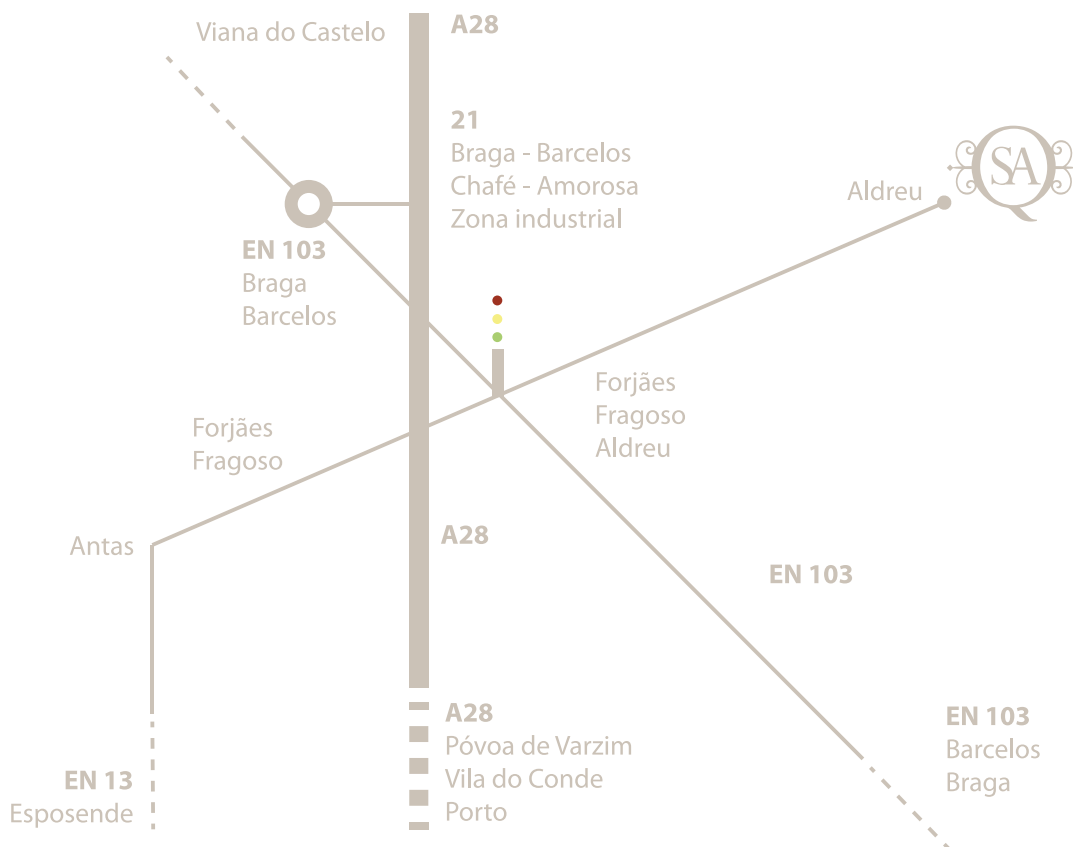 Viana do Castelo
A28
21
Braga - Barcelos
Chafé - Amorosa
Zona industrial
SA
Q
Aldreu
EN 103
Braga
Barcelos
Forjães
Fragoso
Aldreu
Forjães
Fragoso
Antas
A28
EN 103
A28
Póvoa de Varzim
Vila do Conde
Porto
EN 103
Barcelos
Braga
EN 13
Esposende